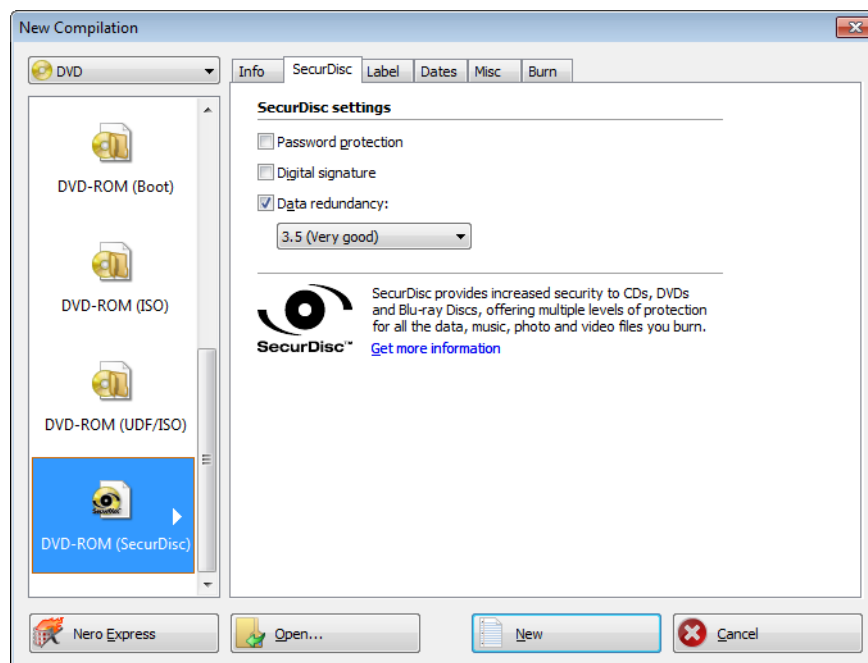 New Compilation
DVD
Info
SecurDisc
Label
Dates
Misc
Burn
DVD-ROM (Boot)
DVD-ROM (ISO)
DVD-ROM (UDF/ISO)
DVD-ROM (SecurDisc)
SecurDisc settings
Password protection
Digital signature
Data redundancy:
3.5 (Very good)
SecurDisc™
SecurDisc provides increased security to CDs, DVDs
and Blu-ray Discs, offering multiple levels of protection
for all the data, music, photo and video files you burn.
Get more information
Nero Express
Open...
New
Cancel